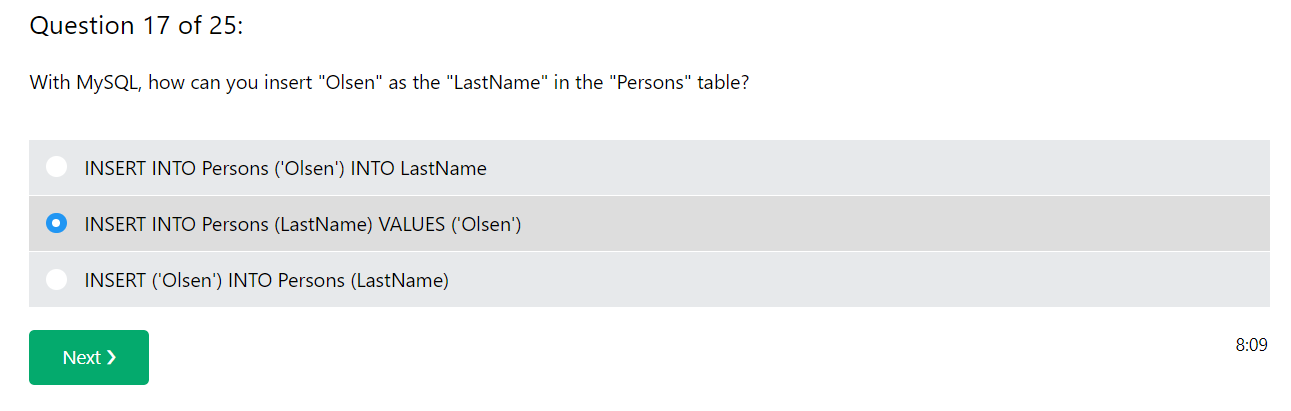 Question 17 of 25:
With MySQL, how can you insert "Olsen" as the "LastName" in the "Persons" table?
INSERT INTO Persons ('Olsen') INTO LastName
INSERT INTO Persons (LastName) VALUES ('Olsen')
INSERT ('Olsen') INTO Persons (LastName)
Next ❯
8:09